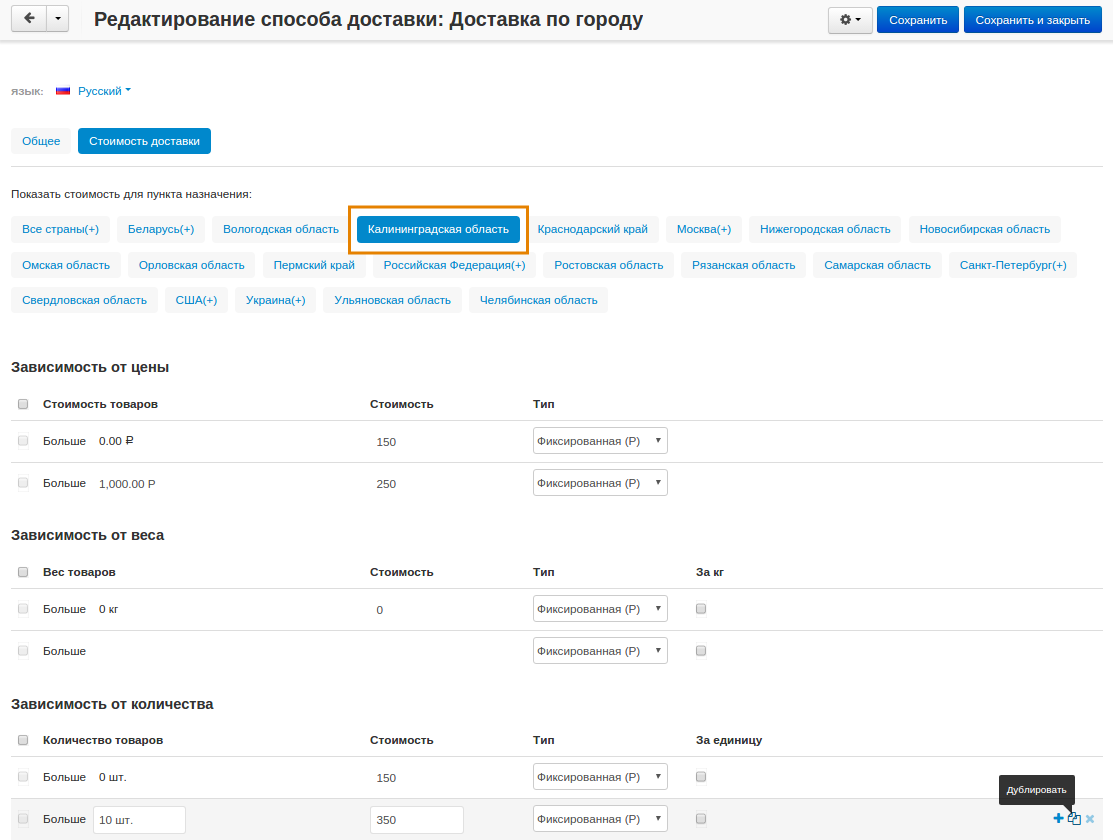 Редактирование способа доставки: Доставка по городу
Сохранить
Сохранить и закрыть
ЯЗЫК: Русский
Общее
Стоимость доставки
Показать стоимость для пункта назначения:
Все страны(+) Беларусь(+) Вологодская область Калининградская область Краснодарский край Москва(+) Нижегородская область Новосибирская область
Омская область Орловская область Пермский край Российская Федерация(+) Ростовская область Рязанская область Самарская область Санкт-Петербург(+)
Свердловская область США(+) Украина(+) Ульяновская область Челябинская область
Зависимость от цены
Стоимость товаров Стоимость Тип
Больше 0.00 ₽ 150 Фиксированная (Р)
Больше 1,000.00 Р 250 Фиксированная (Р)
Зависимость от веса
Вес товаров Стоимость Тип За кг
Больше 0 кг 0 Фиксированная (Р)
Больше Фиксированная (Р)
Зависимость от количества
Количество товаров Стоимость Тип За единицу
Больше 0 шт. 150 Фиксированная (Р)
Дублировать
Больше 10 шт. 350 Фиксированная (Р)